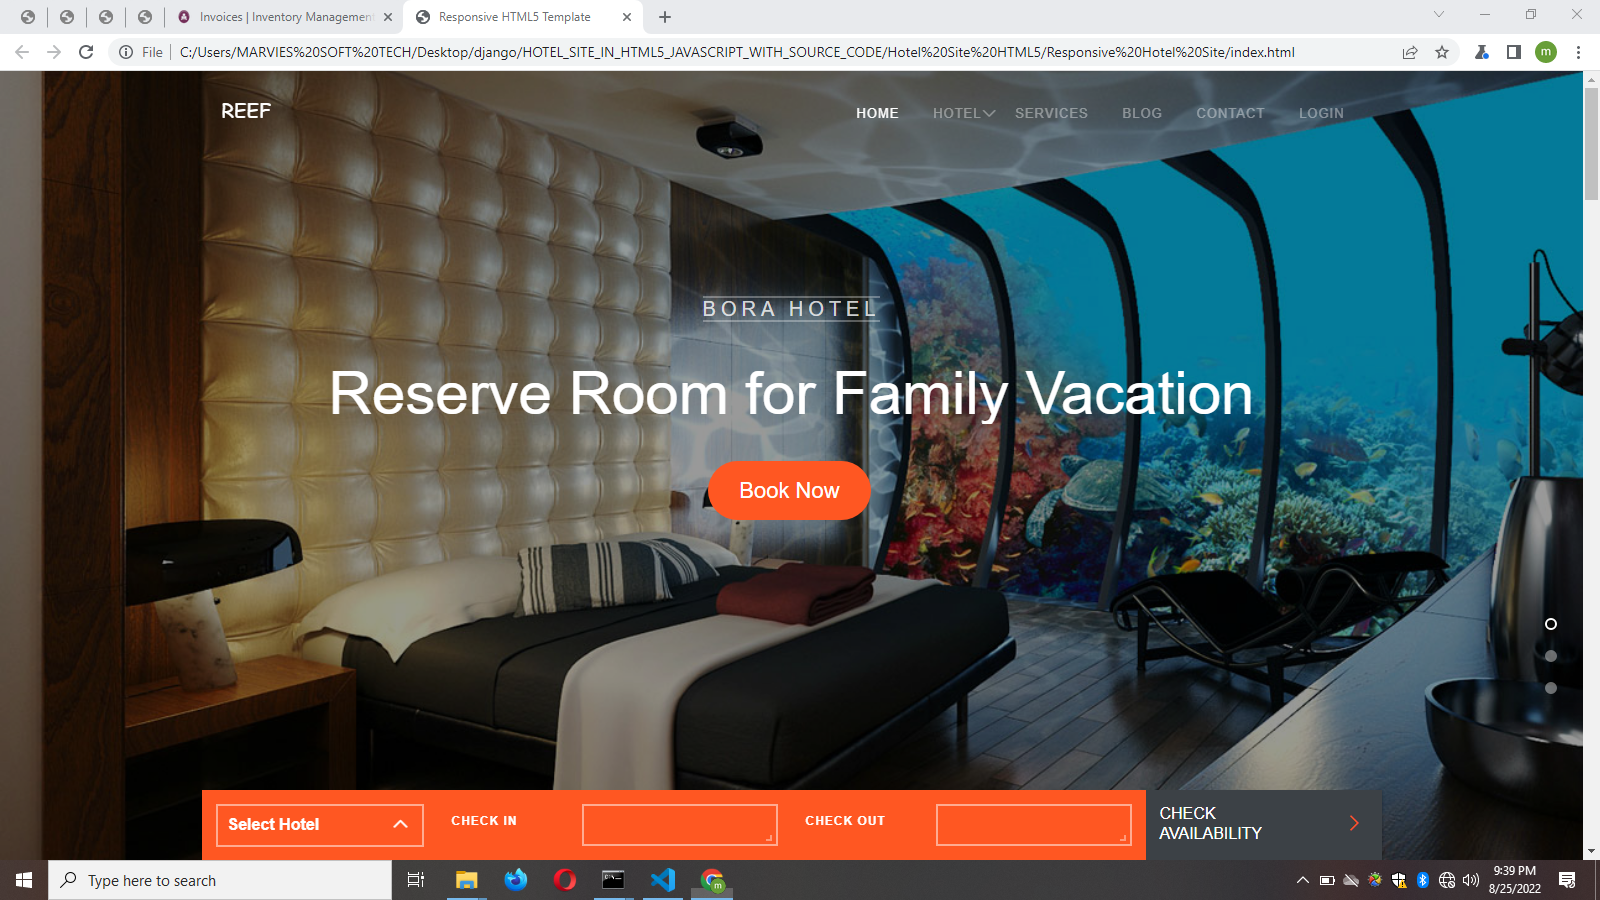 Invoices | Inventory Management
Responsive HTML5 Template
File
C:/Users/MARVIES%20SOFT%20TECH/Desktop/django/HOTEL_SITE_IN_HTML5_JAVASCRIPT_WITH_SOURCE_CODE/Hotel%20Site%20HTML5/Responsive%20Hotel%20Site/index.html
m
REEF
HOME
HOTEL
SERVICES
BLOG
CONTACT
LOGIN
BORA HOTEL
Reserve Room for Family Vacation
Book Now
Select Hotel
CHECK IN
CHECK OUT
CHECK
AVAILABILITY
Type here to search
m
9:39 PM
8/25/2022